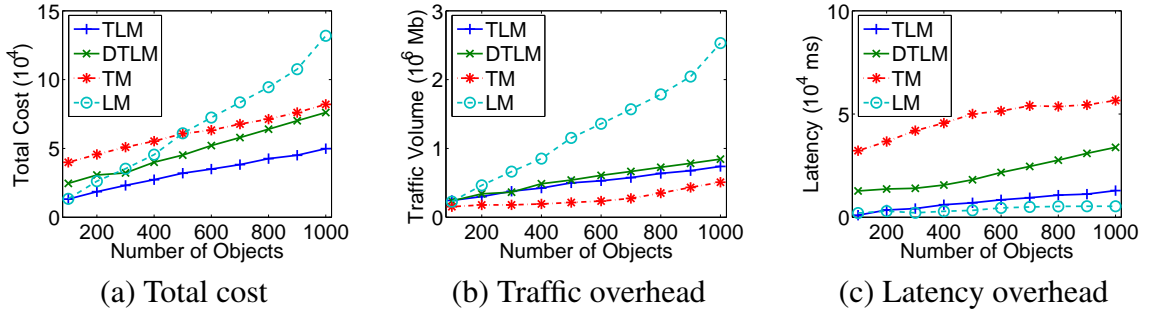 Total Cost (10^4)
15
10
5
0
TLM
DTLM
TM
LM
200 400 600 800 1000
Number of Objects
(a) Total cost
Traffic Volume (10^6 Mb)
3
2
1
0
TLM
DTLM
TM
LM
200 400 600 800 1000
Number of Objects
(b) Traffic overhead
Latency (10^4 ms)
10
5
0
TLM
DTLM
TM
LM
200 400 600 800 1000
Number of Objects
(c) Latency overhead